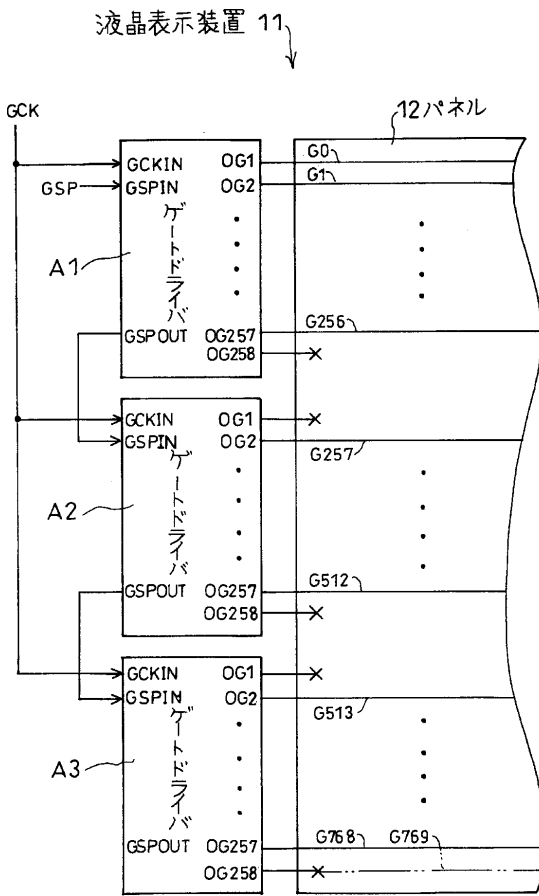 液晶表示装置 11
GCK
12パネル
GCKIN
OG1
G0
GSP
GSPIN
OG2
G1
A1
ゲートドライバ
GSPOUT
OG257
G256
OG258
GCKIN
OG1
GSPIN
OG2
G257
A2
ゲートドライバ
GSPOUT
OG257
G512
OG258
GCKIN
OG1
GSPIN
OG2
G513
A3
ゲートドライバ
GSPOUT
OG257
G768
G769
OG258